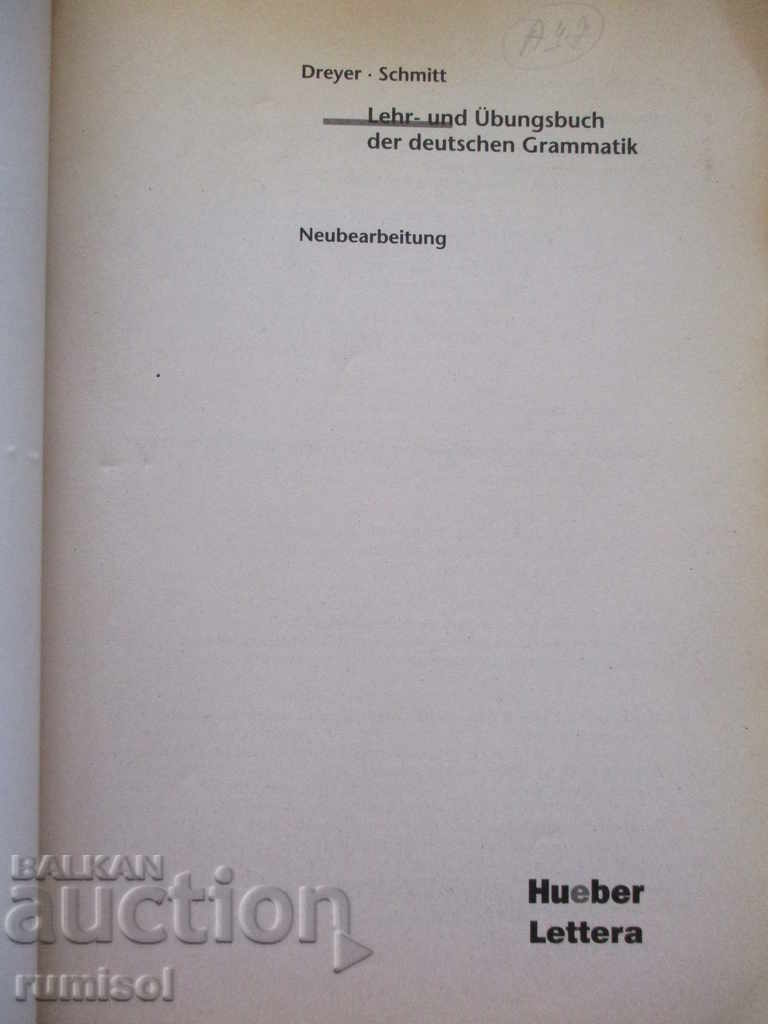 Dreyer · Schmitt
Lehr- und Übungsbuch
der deutschen Grammatik
Neubearbeitung
Hueber
Lettera
BALKAN
auction
rumisol